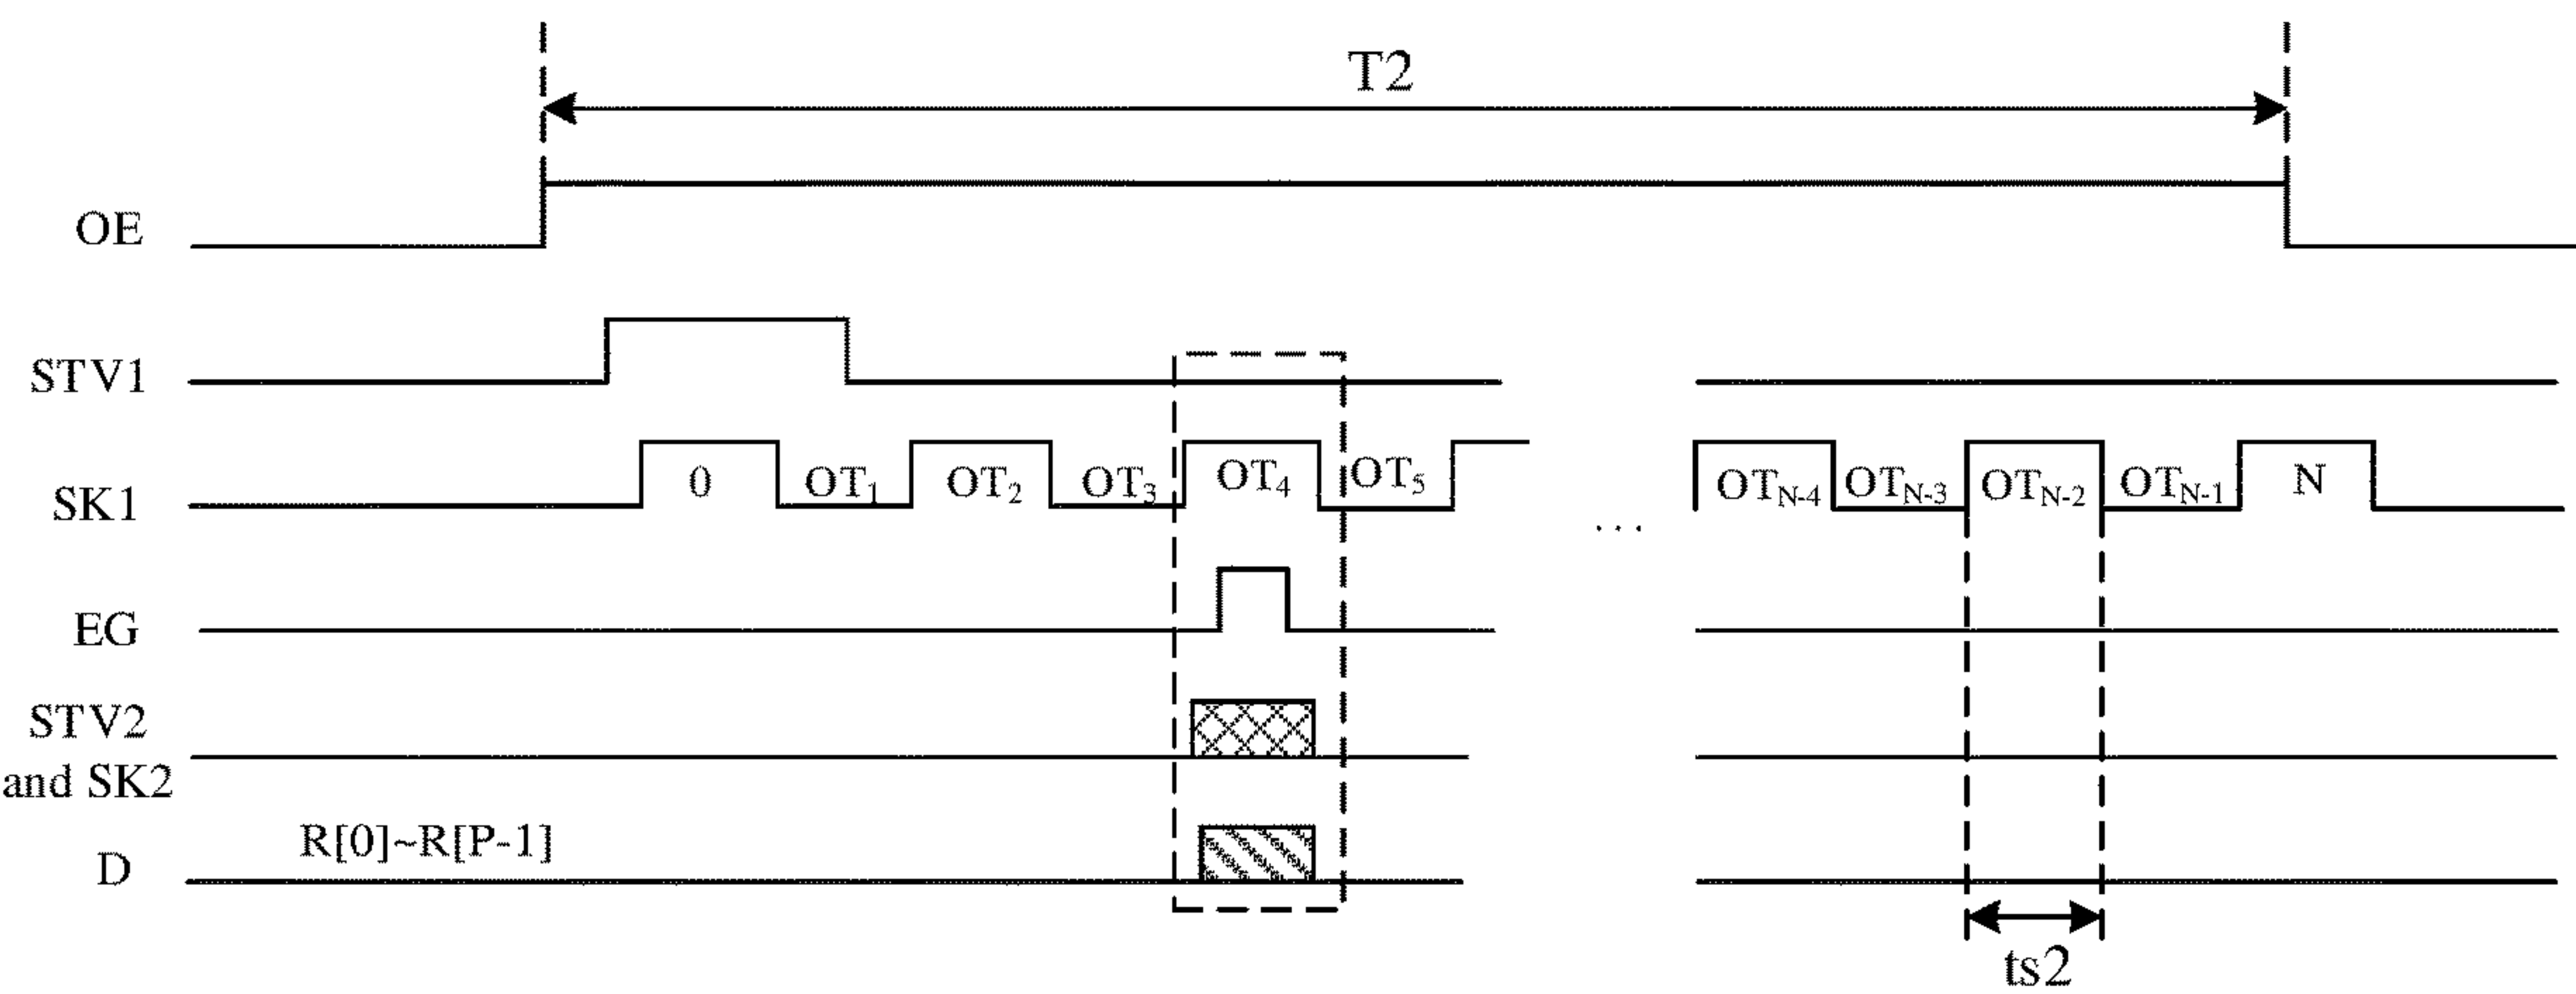 T2
OE
STV1
SK1
0 OT1 OT2 OT3 OT4 OT5 ... OTN-4 OTN-3 OTN-2 OTN-1 N
EG
STV2
and SK2
R[0]~R[P-1]
D
ts2